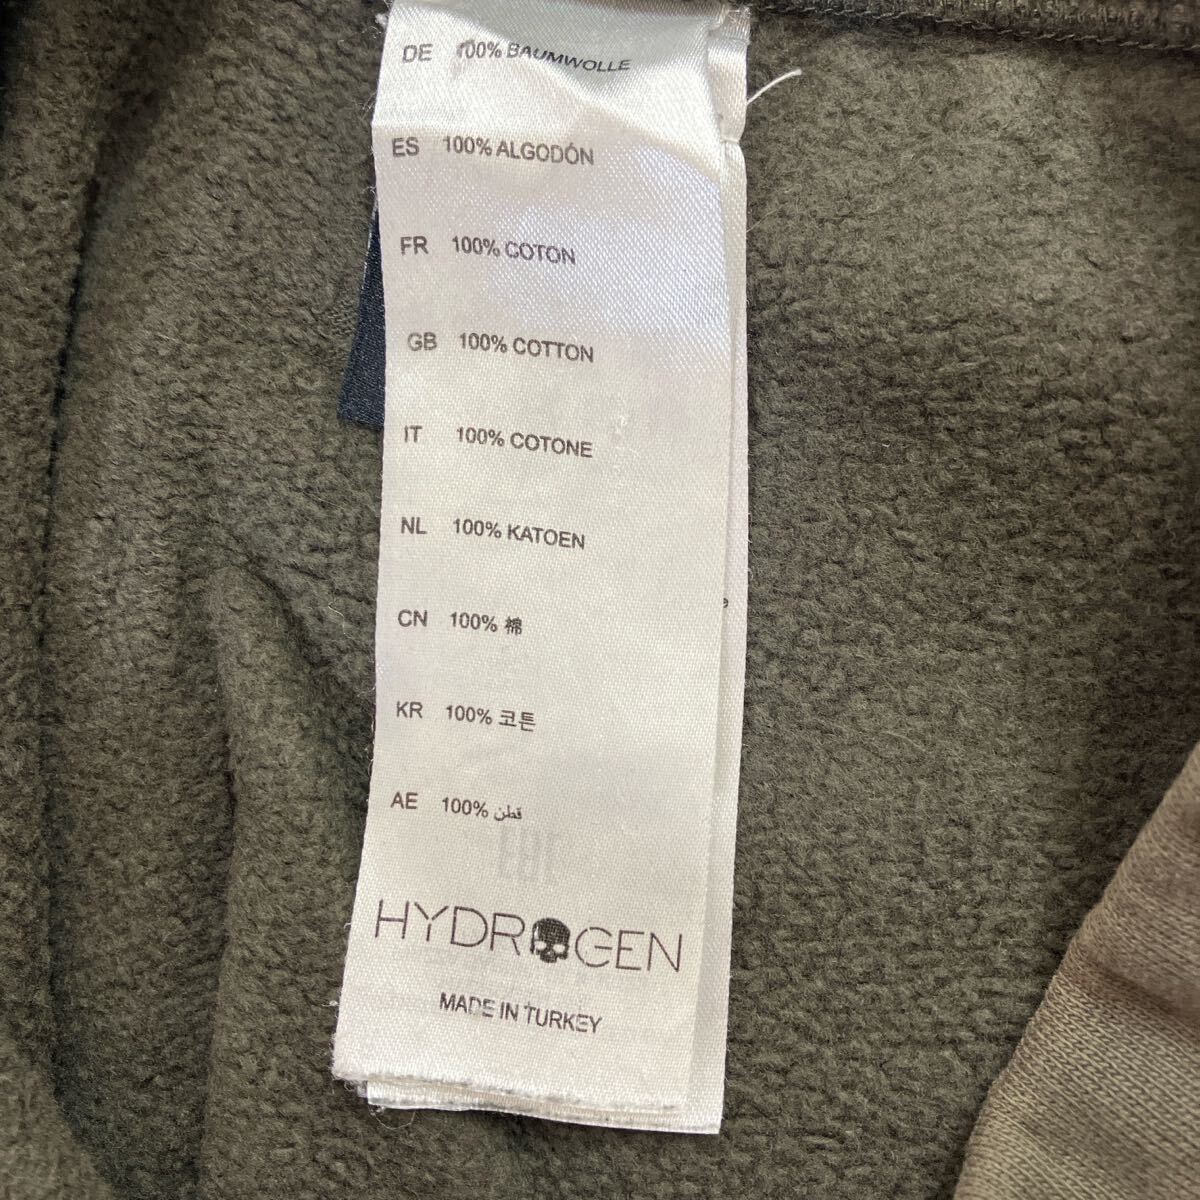 DE 100% BAUMWOLLE
ES 100% ALGODÓN
FR 100% COTON
GB 100% COTTON
IT 100% COTONE
NL 100% KATOEN
CN 100% 棉
KR 100% 코튼
AE 100% قطن
HYDROGEN
MADE IN TURKEY